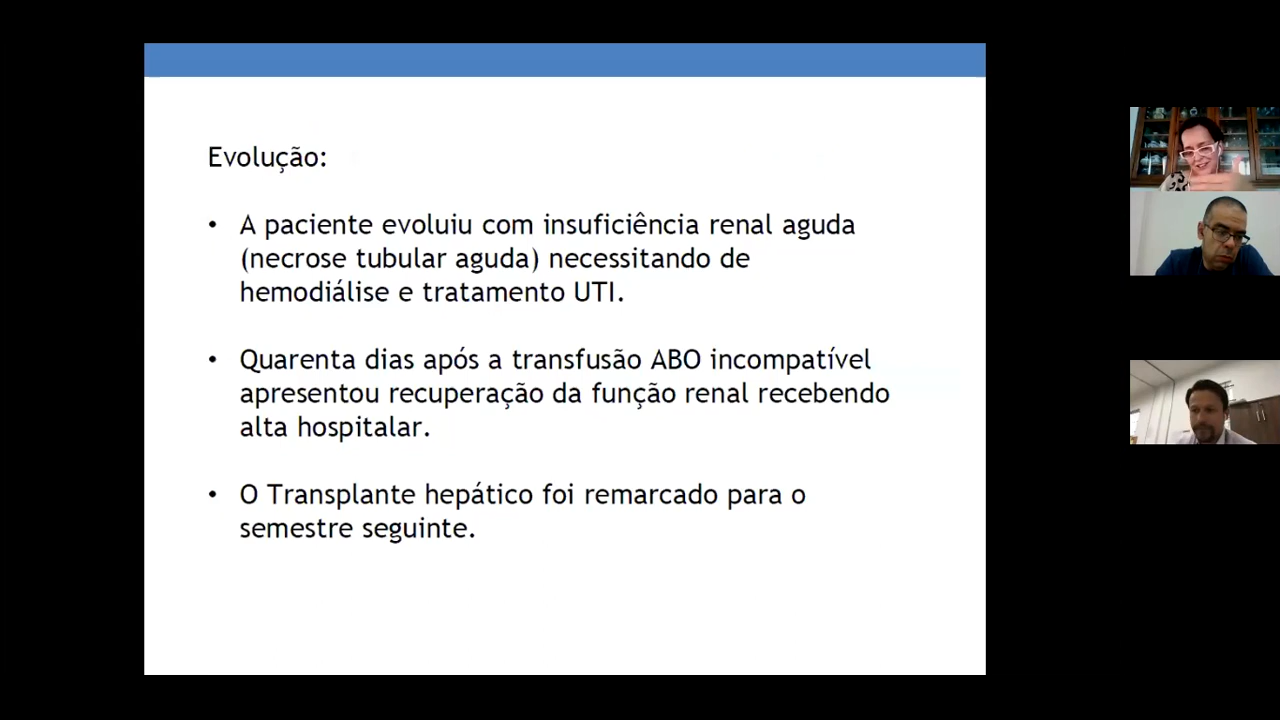 Evolução:
• A paciente evoluiu com insuficiência renal aguda
(necrose tubular aguda) necessitando de
hemodiálise e tratamento UTI.
• Quarenta dias após a transfusão ABO incompatível
apresentou recuperação da função renal recebendo
alta hospitalar.
• O Transplante hepático foi remarcado para o
semestre seguinte.